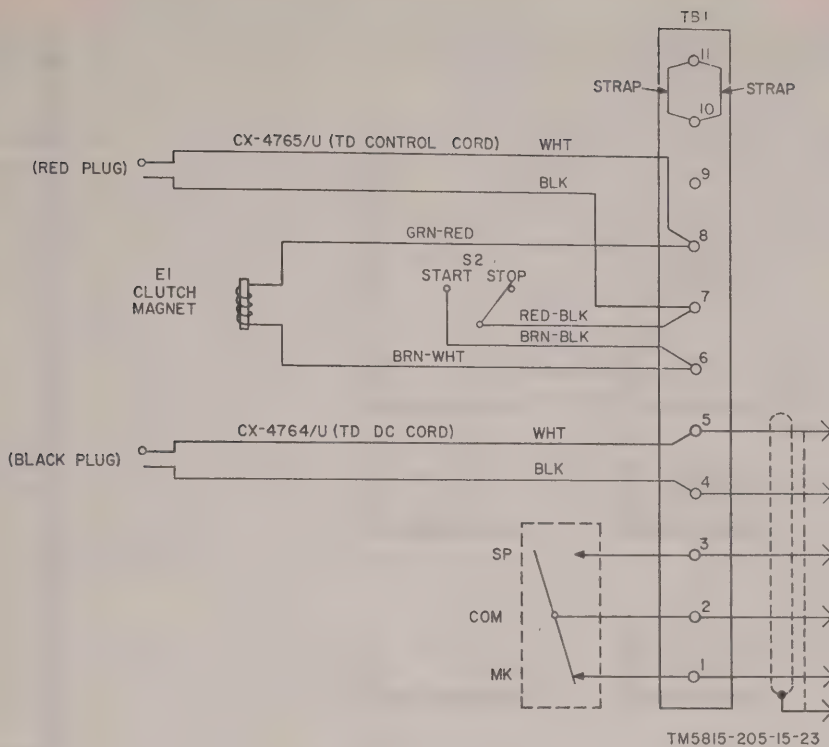 TB1
11
STRAP
STRAP
10
CX-4765/U (TD CONTROL CORD) WHT
(RED PLUG)
9
BLK
8
GRN-RED
S2
START STOP
E1
CLUTCH
MAGNET
7
RED-BLK
BRN-BLK
BRN-WHT
6
5
CX-4764/U (TD DC CORD) WHT
(BLACK PLUG)
4
BLK
3
SP
2
COM
1
MK
TM5815-205-15-23